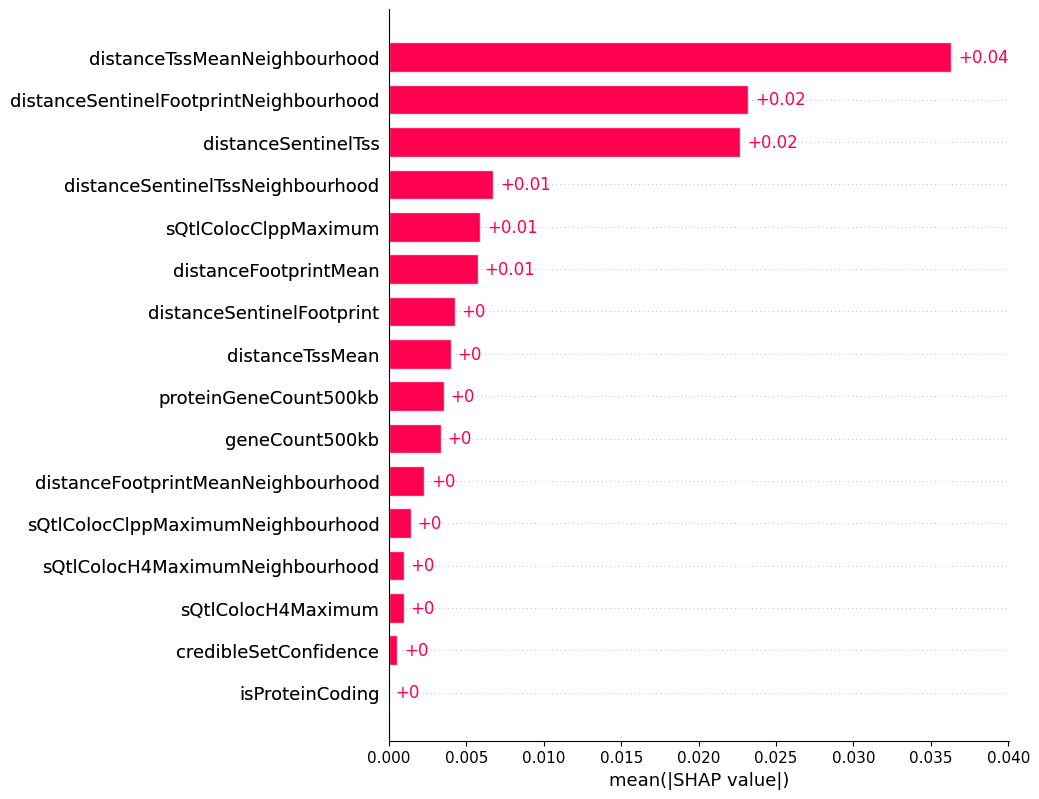 distanceTssMeanNeighbourhood +0.04
distanceSentinelFootprintNeighbourhood +0.02
distanceSentinelTss +0.02
distanceSentinelTssNeighbourhood +0.01
sQtlColocClppMaximum +0.01
distanceFootprintMean +0.01
distanceSentinelFootprint +0
distanceTssMean +0
proteinGeneCount500kb +0
geneCount500kb +0
distanceFootprintMeanNeighbourhood +0
sQtlColocClppMaximumNeighbourhood +0
sQtlColocH4MaximumNeighbourhood +0
sQtlColocH4Maximum +0
credibleSetConfidence +0
isProteinCoding +0
0.000 0.005 0.010 0.015 0.020 0.025 0.030 0.035 0.040
mean(|SHAP value|)